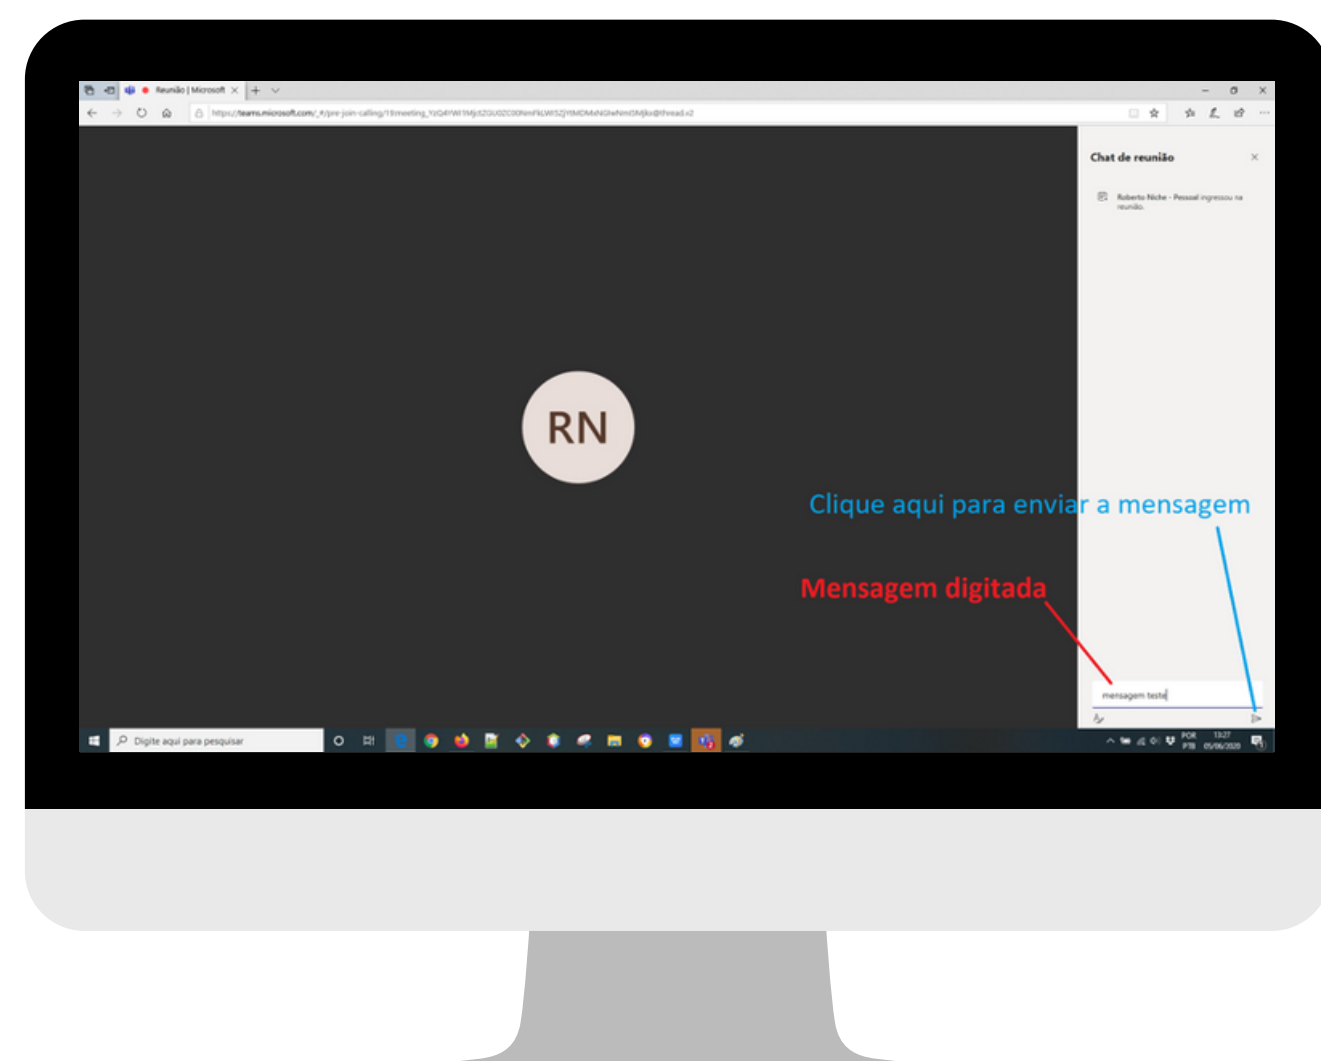 Reunião | Microsoft
Chat de reunião
Roberto Niche - Pessoal ingressou na
reunião.
RN
Clique aqui para enviar a mensagem
Mensagem digitada
mensagem teste
Digite aqui para pesquisar
POR
PTB
13:27
05/06/2020